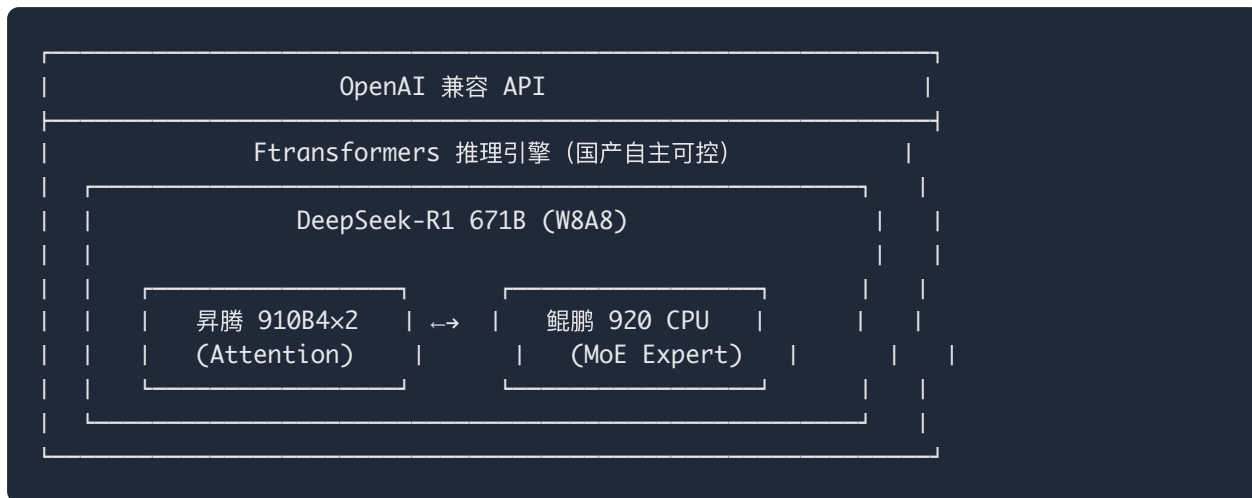 OpenAI 兼容 API
Ftransformers 推理引擎（国产自主可控）
DeepSeek-R1 671B (W8A8)
昇腾 910B4×2 ←→ 鲲鹏 920 CPU
(Attention) (MoE Expert)